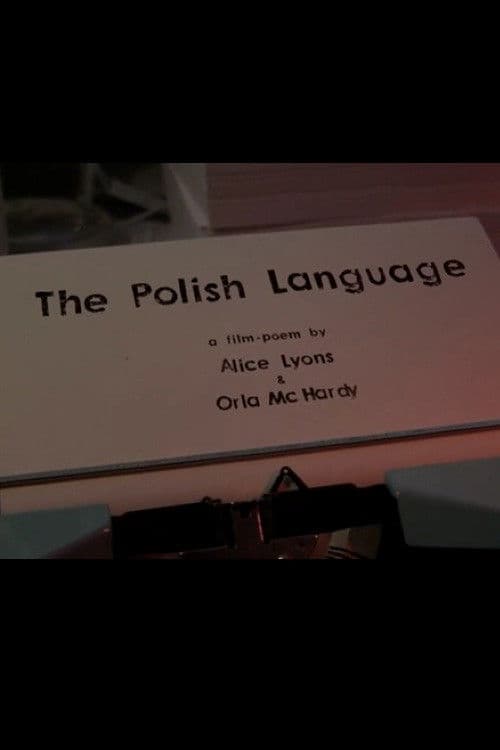 The Polish Language
a film-poem by
Alice Lyons
&
Orla Mc Hardy